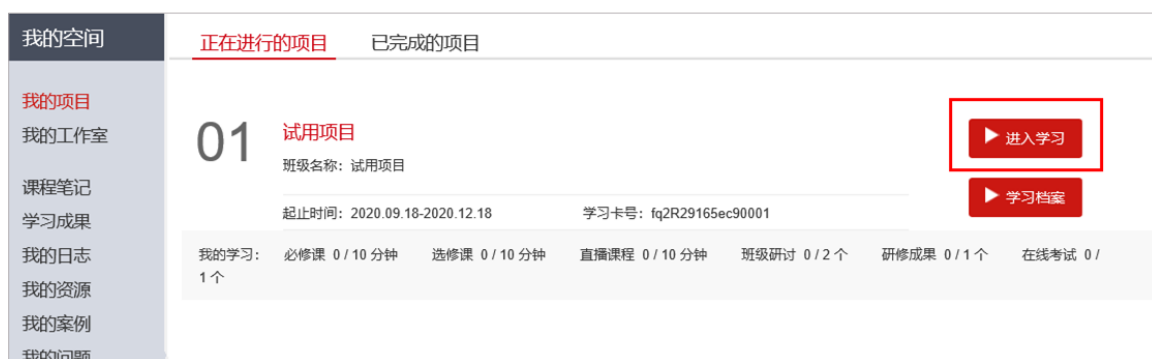 我的空间
正在进行的项目 已完成的项目
我的项目
我的工作室
课程笔记
学习成果
我的日志
我的资源
我的案例
我的问题
01
试用项目
班级名称：试用项目
起止时间：2020.09.18-2020.12.18 学习卡号：fq2R29165ec90001
进入学习
学习档案
我的学习： 必修课 0 / 10 分钟 选修课 0 / 10 分钟 直播课程 0 / 10 分钟 班级研讨 0 / 2 个 研修成果 0 / 1 个 在线考试 0 /
1 个